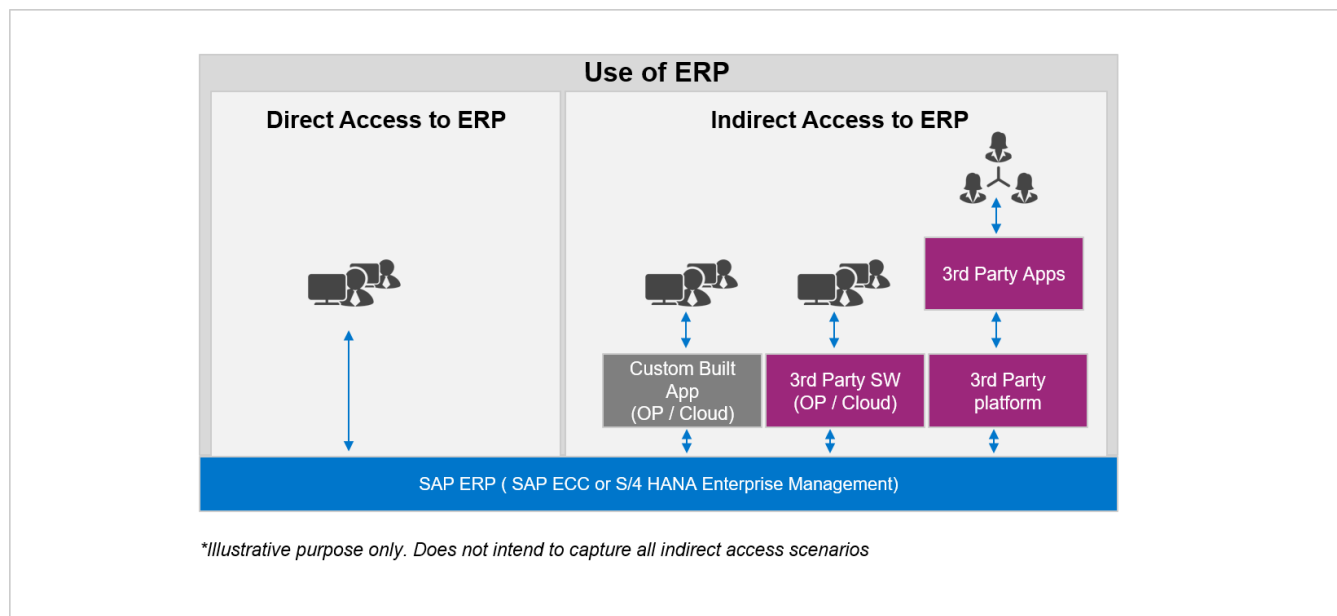 Use of ERP
Direct Access to ERP
Indirect Access to ERP
3rd Party Apps
Custom Built
App
(OP / Cloud)
3rd Party SW
(OP / Cloud)
3rd Party
platform
SAP ERP ( SAP ECC or S/4 HANA Enterprise Management)
*Illustrative purpose only. Does not intend to capture all indirect access scenarios